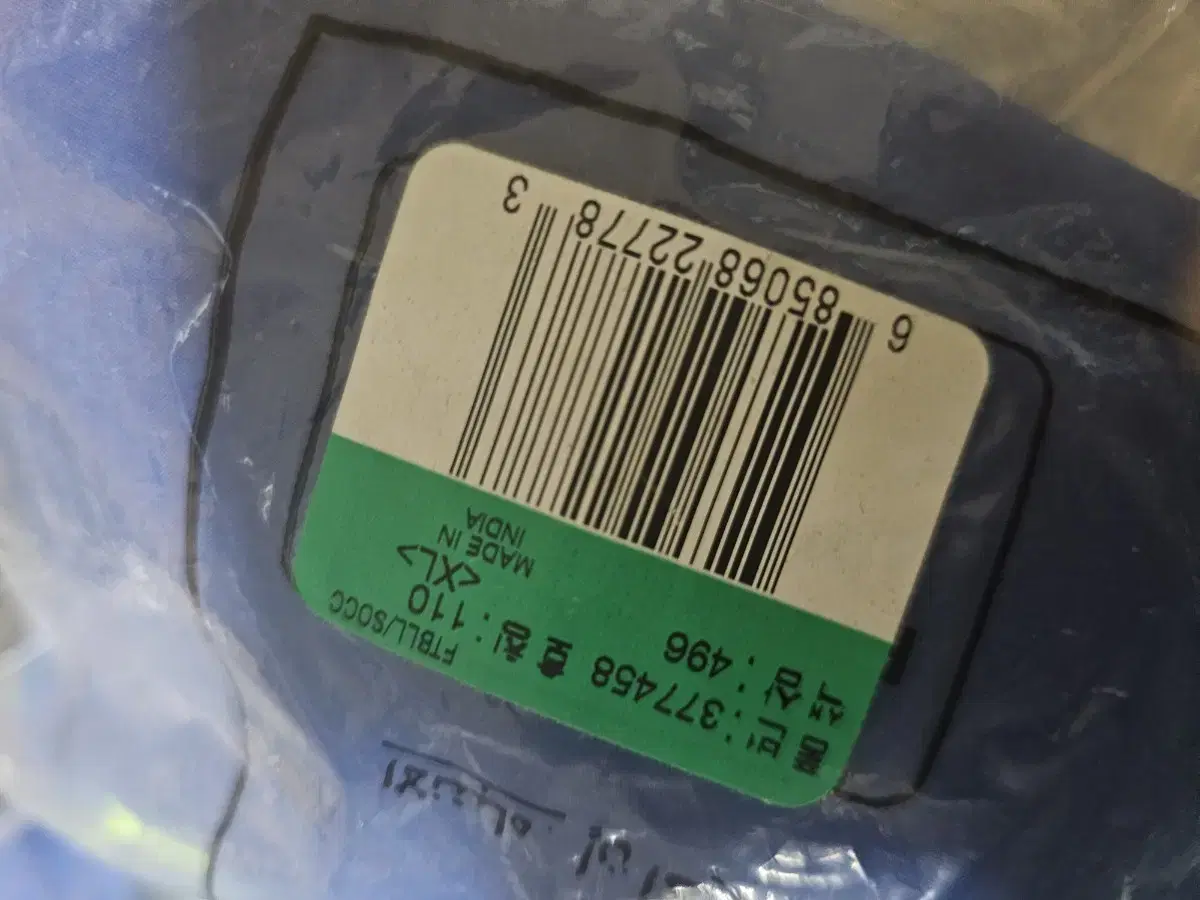 FTBLL/SOCC
품번 : 377458 호칭 : 110
색상 : 496 <XL>
MADE IN
INDIA
6 85068 22778 3